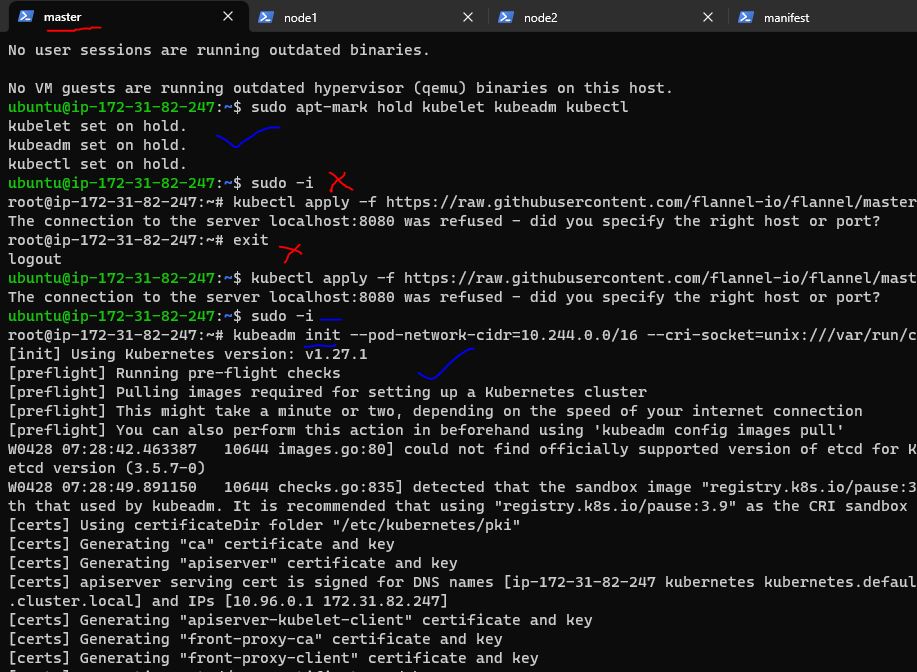 master
node1
node2
manifest
No user sessions are running outdated binaries.
No VM guests are running outdated hypervisor (qemu) binaries on this host.
ubuntu@ip-172-31-82-247:~$ sudo apt-mark hold kubelet kubeadm kubectl
kubelet set on hold.
kubeadm set on hold.
kubectl set on hold.
ubuntu@ip-172-31-82-247:~$ sudo -i
root@ip-172-31-82-247:~# kubectl apply -f https://raw.githubusercontent.com/flannel-io/flannel/master
The connection to the server localhost:8080 was refused - did you specify the right host or port?
root@ip-172-31-82-247:~# exit
logout
ubuntu@ip-172-31-82-247:~$ kubectl apply -f https://raw.githubusercontent.com/flannel-io/flannel/mast
The connection to the server localhost:8080 was refused - did you specify the right host or port?
ubuntu@ip-172-31-82-247:~$ sudo -i
root@ip-172-31-82-247:~# kubeadm init --pod-network-cidr=10.244.0.0/16 --cri-socket=unix:///var/run/c
[init] Using Kubernetes version: v1.27.1
[preflight] Running pre-flight checks
[preflight] Pulling images required for setting up a Kubernetes cluster
[preflight] This might take a minute or two, depending on the speed of your internet connection
[preflight] You can also perform this action in beforehand using 'kubeadm config images pull'
W0428 07:28:42.463387   10644 images.go:80] could not find officially supported version of etcd for K
etcd version (3.5.7-0)
W0428 07:28:49.891150   10644 checks.go:835] detected that the sandbox image "registry.k8s.io/pause:3
th that used by kubeadm. It is recommended that using "registry.k8s.io/pause:3.9" as the CRI sandbox
[certs] Using certificateDir folder "/etc/kubernetes/pki"
[certs] Generating "ca" certificate and key
[certs] Generating "apiserver" certificate and key
[certs] apiserver serving cert is signed for DNS names [ip-172-31-82-247 kubernetes kubernetes.defaul
.cluster.local] and IPs [10.96.0.1 172.31.82.247]
[certs] Generating "apiserver-kubelet-client" certificate and key
[certs] Generating "front-proxy-ca" certificate and key
[certs] Generating "front-proxy-client" certificate and key